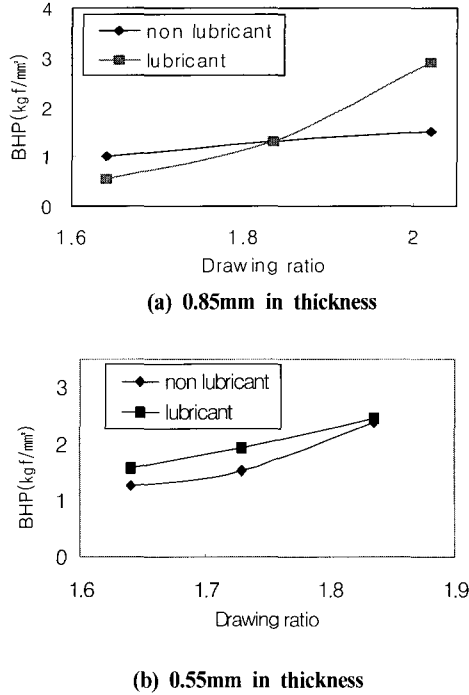 4
non lubricant
lubricant
3
2
1
0
BHP(kgf/mm²)
1.6
1.8
2
Drawing ratio
(a) 0.85mm in thickness
non lubricant
lubricant
3
2
1
0
BHP(kgf/mm²)
1.6
1.7
1.8
1.9
Drawing ratio
(b) 0.55mm in thickness